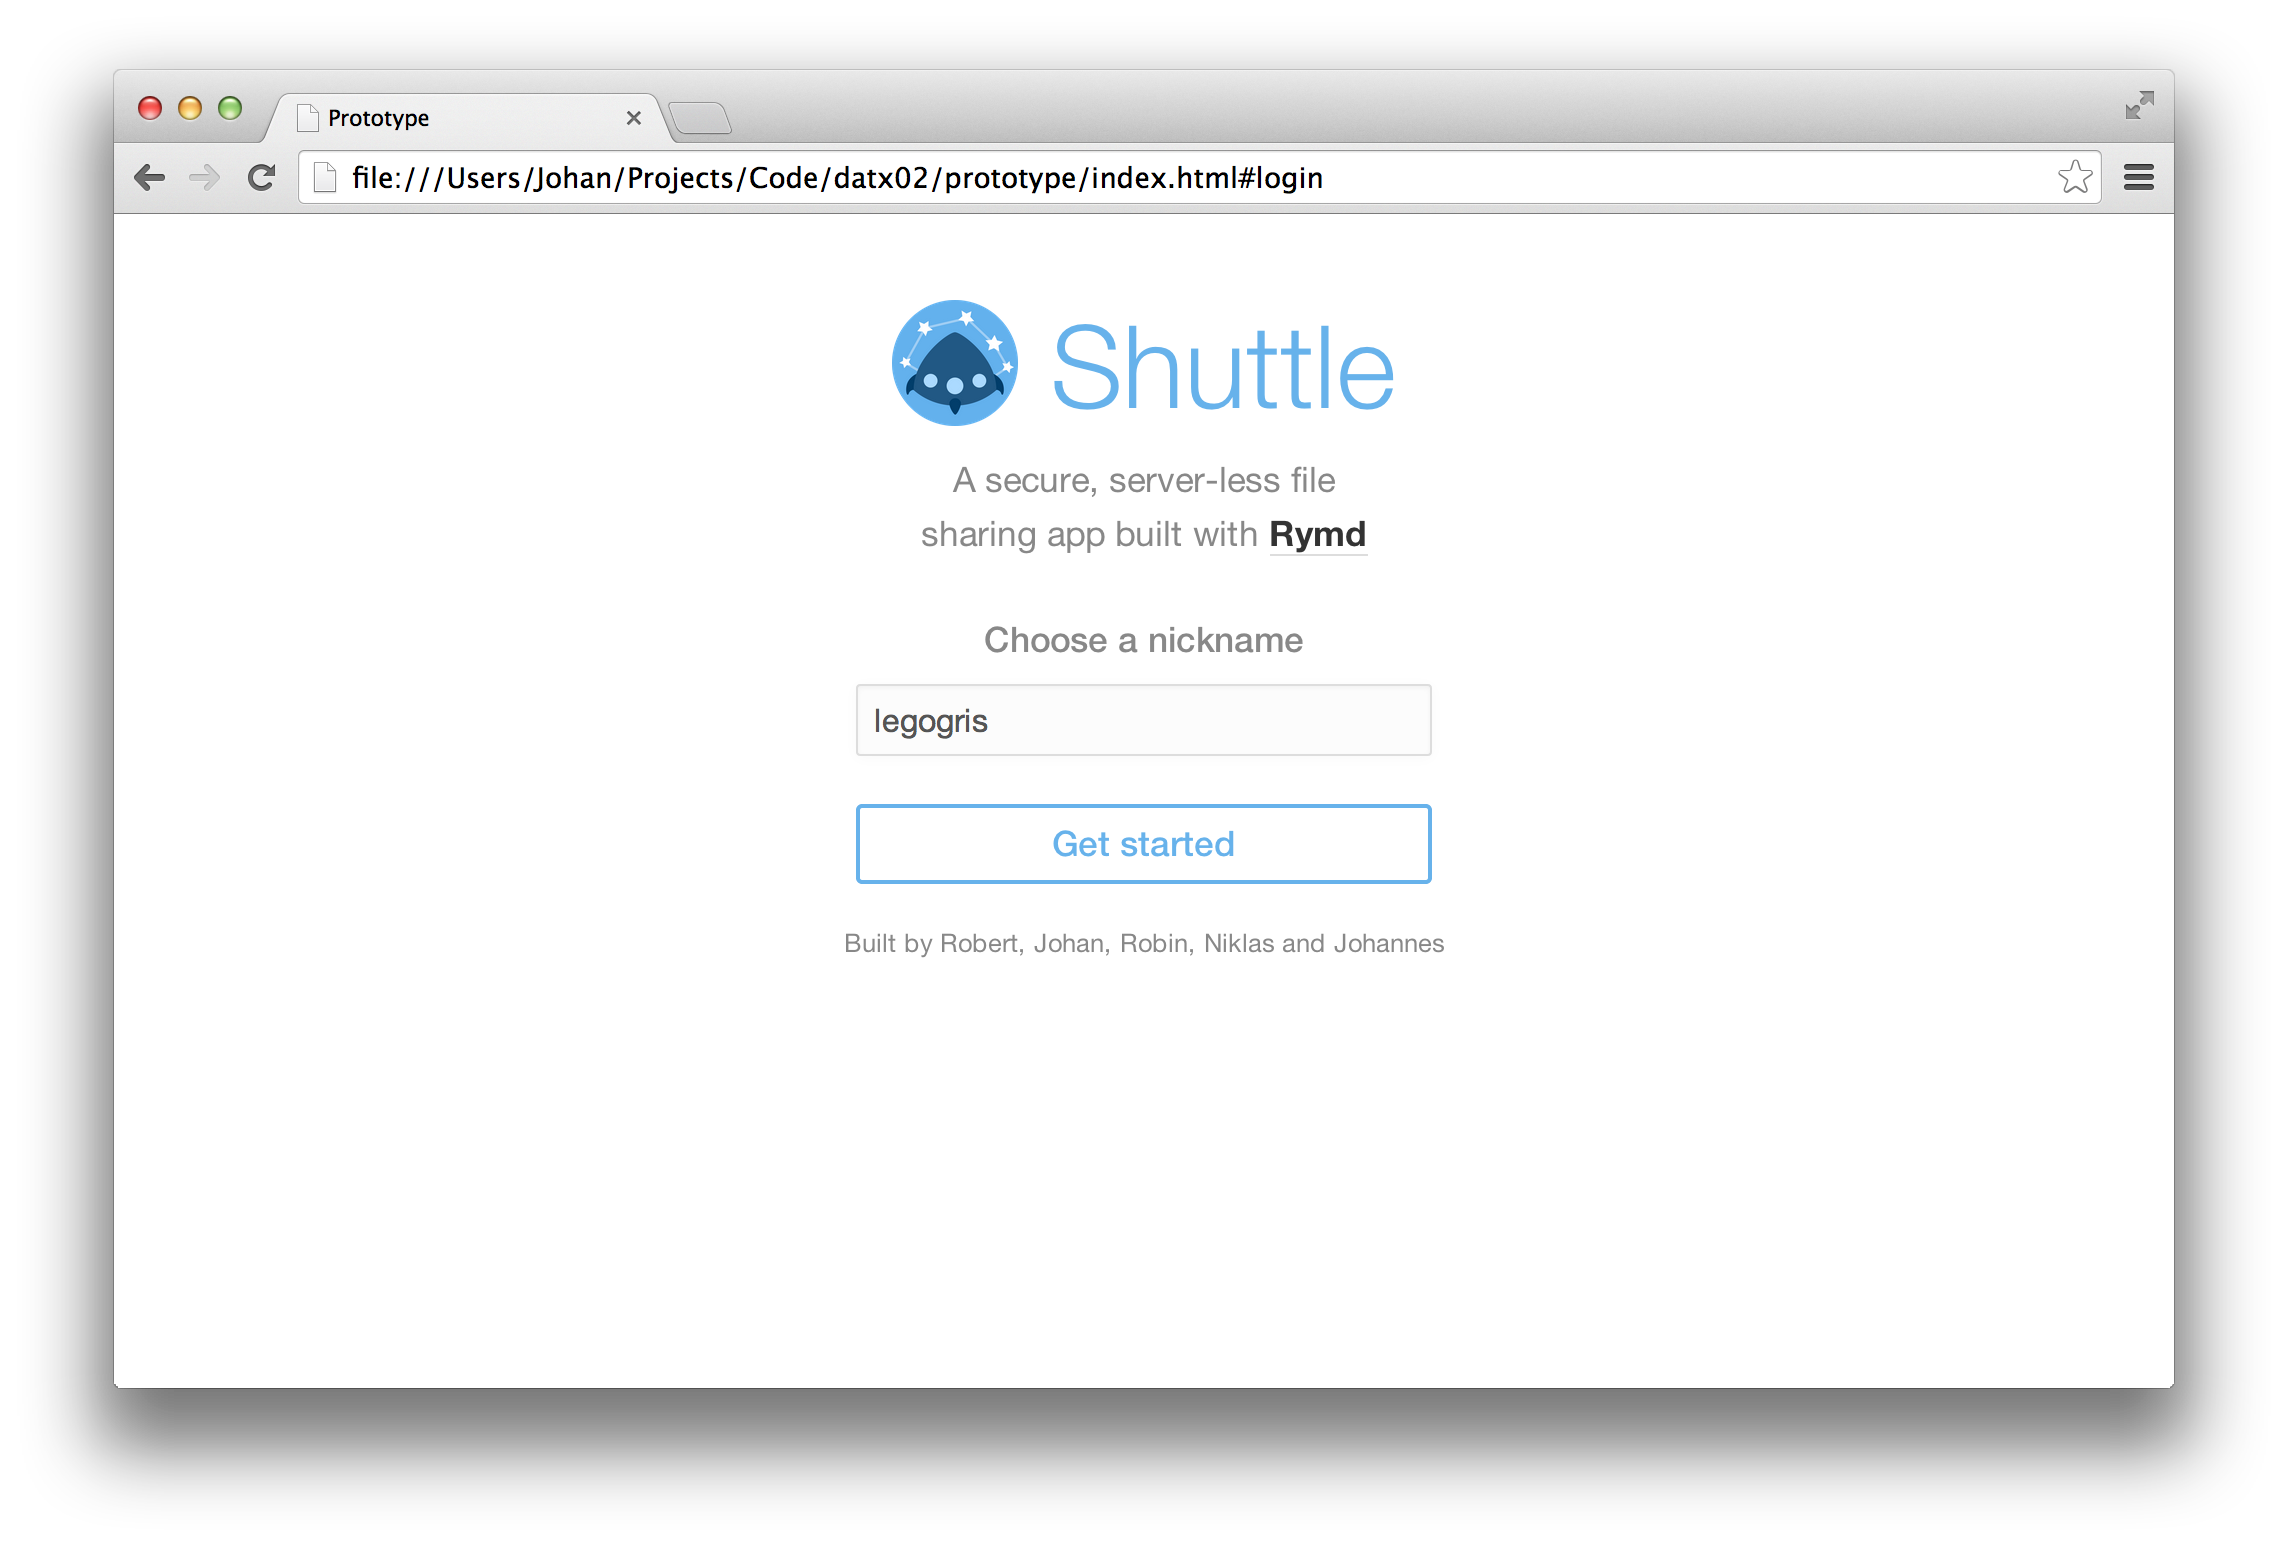 Prototype
file:///Users/Johan/Projects/Code/datx02/prototype/index.html#login
Shuttle
A secure, server-less file
sharing app built with Rymd
Choose a nickname
legogris
Get started
Built by Robert, Johan, Robin, Niklas and Johannes